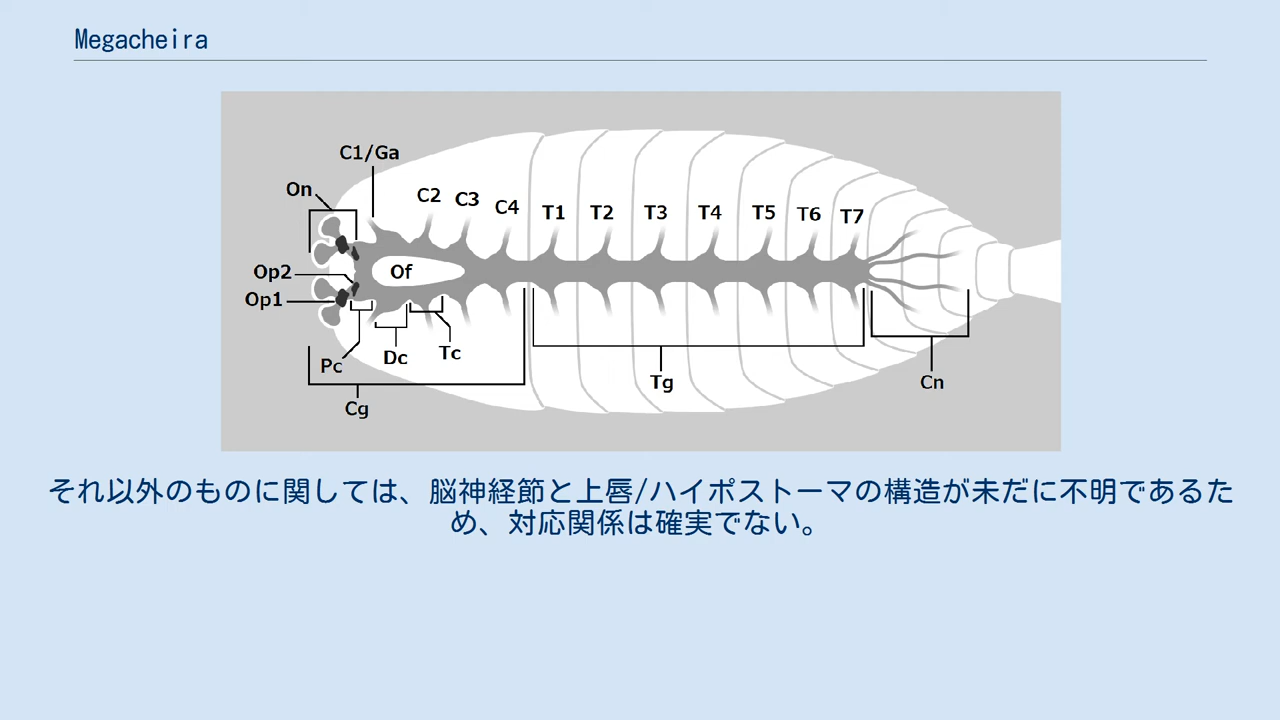 Megacheira
C1/Ga
On
C2 C3 C4 T1 T2 T3 T4 T5 T6 T7
Op2
Of
Op1
Pc
Dc
Tc
Cg
Tg
Cn
それ以外のものに関しては、脳神経節と上唇/ハイポストーマの構造が未だに不明であるた
め、対応関係は確実でない。